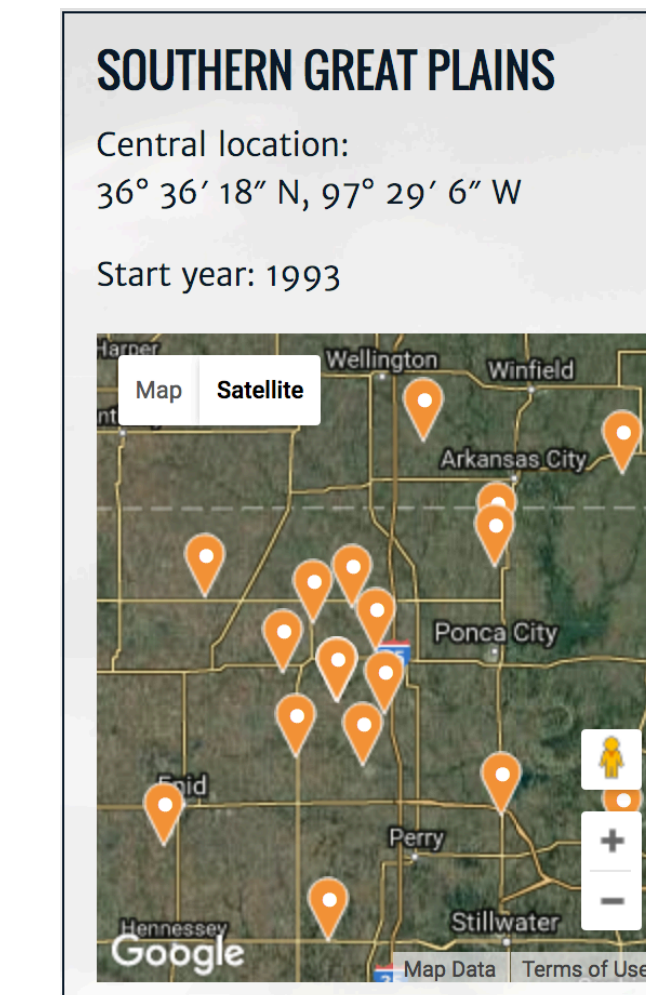 SOUTHERN GREAT PLAINS
Central location:
36° 36′ 18″ N, 97° 29′ 6″ W
Start year: 1993
Harper
Map
Satellite
Wellington
Winfield
Arkansas City
Ponca City
Enid
Perry
Hennessey
Stillwater
Google
Map Data
Terms of Use